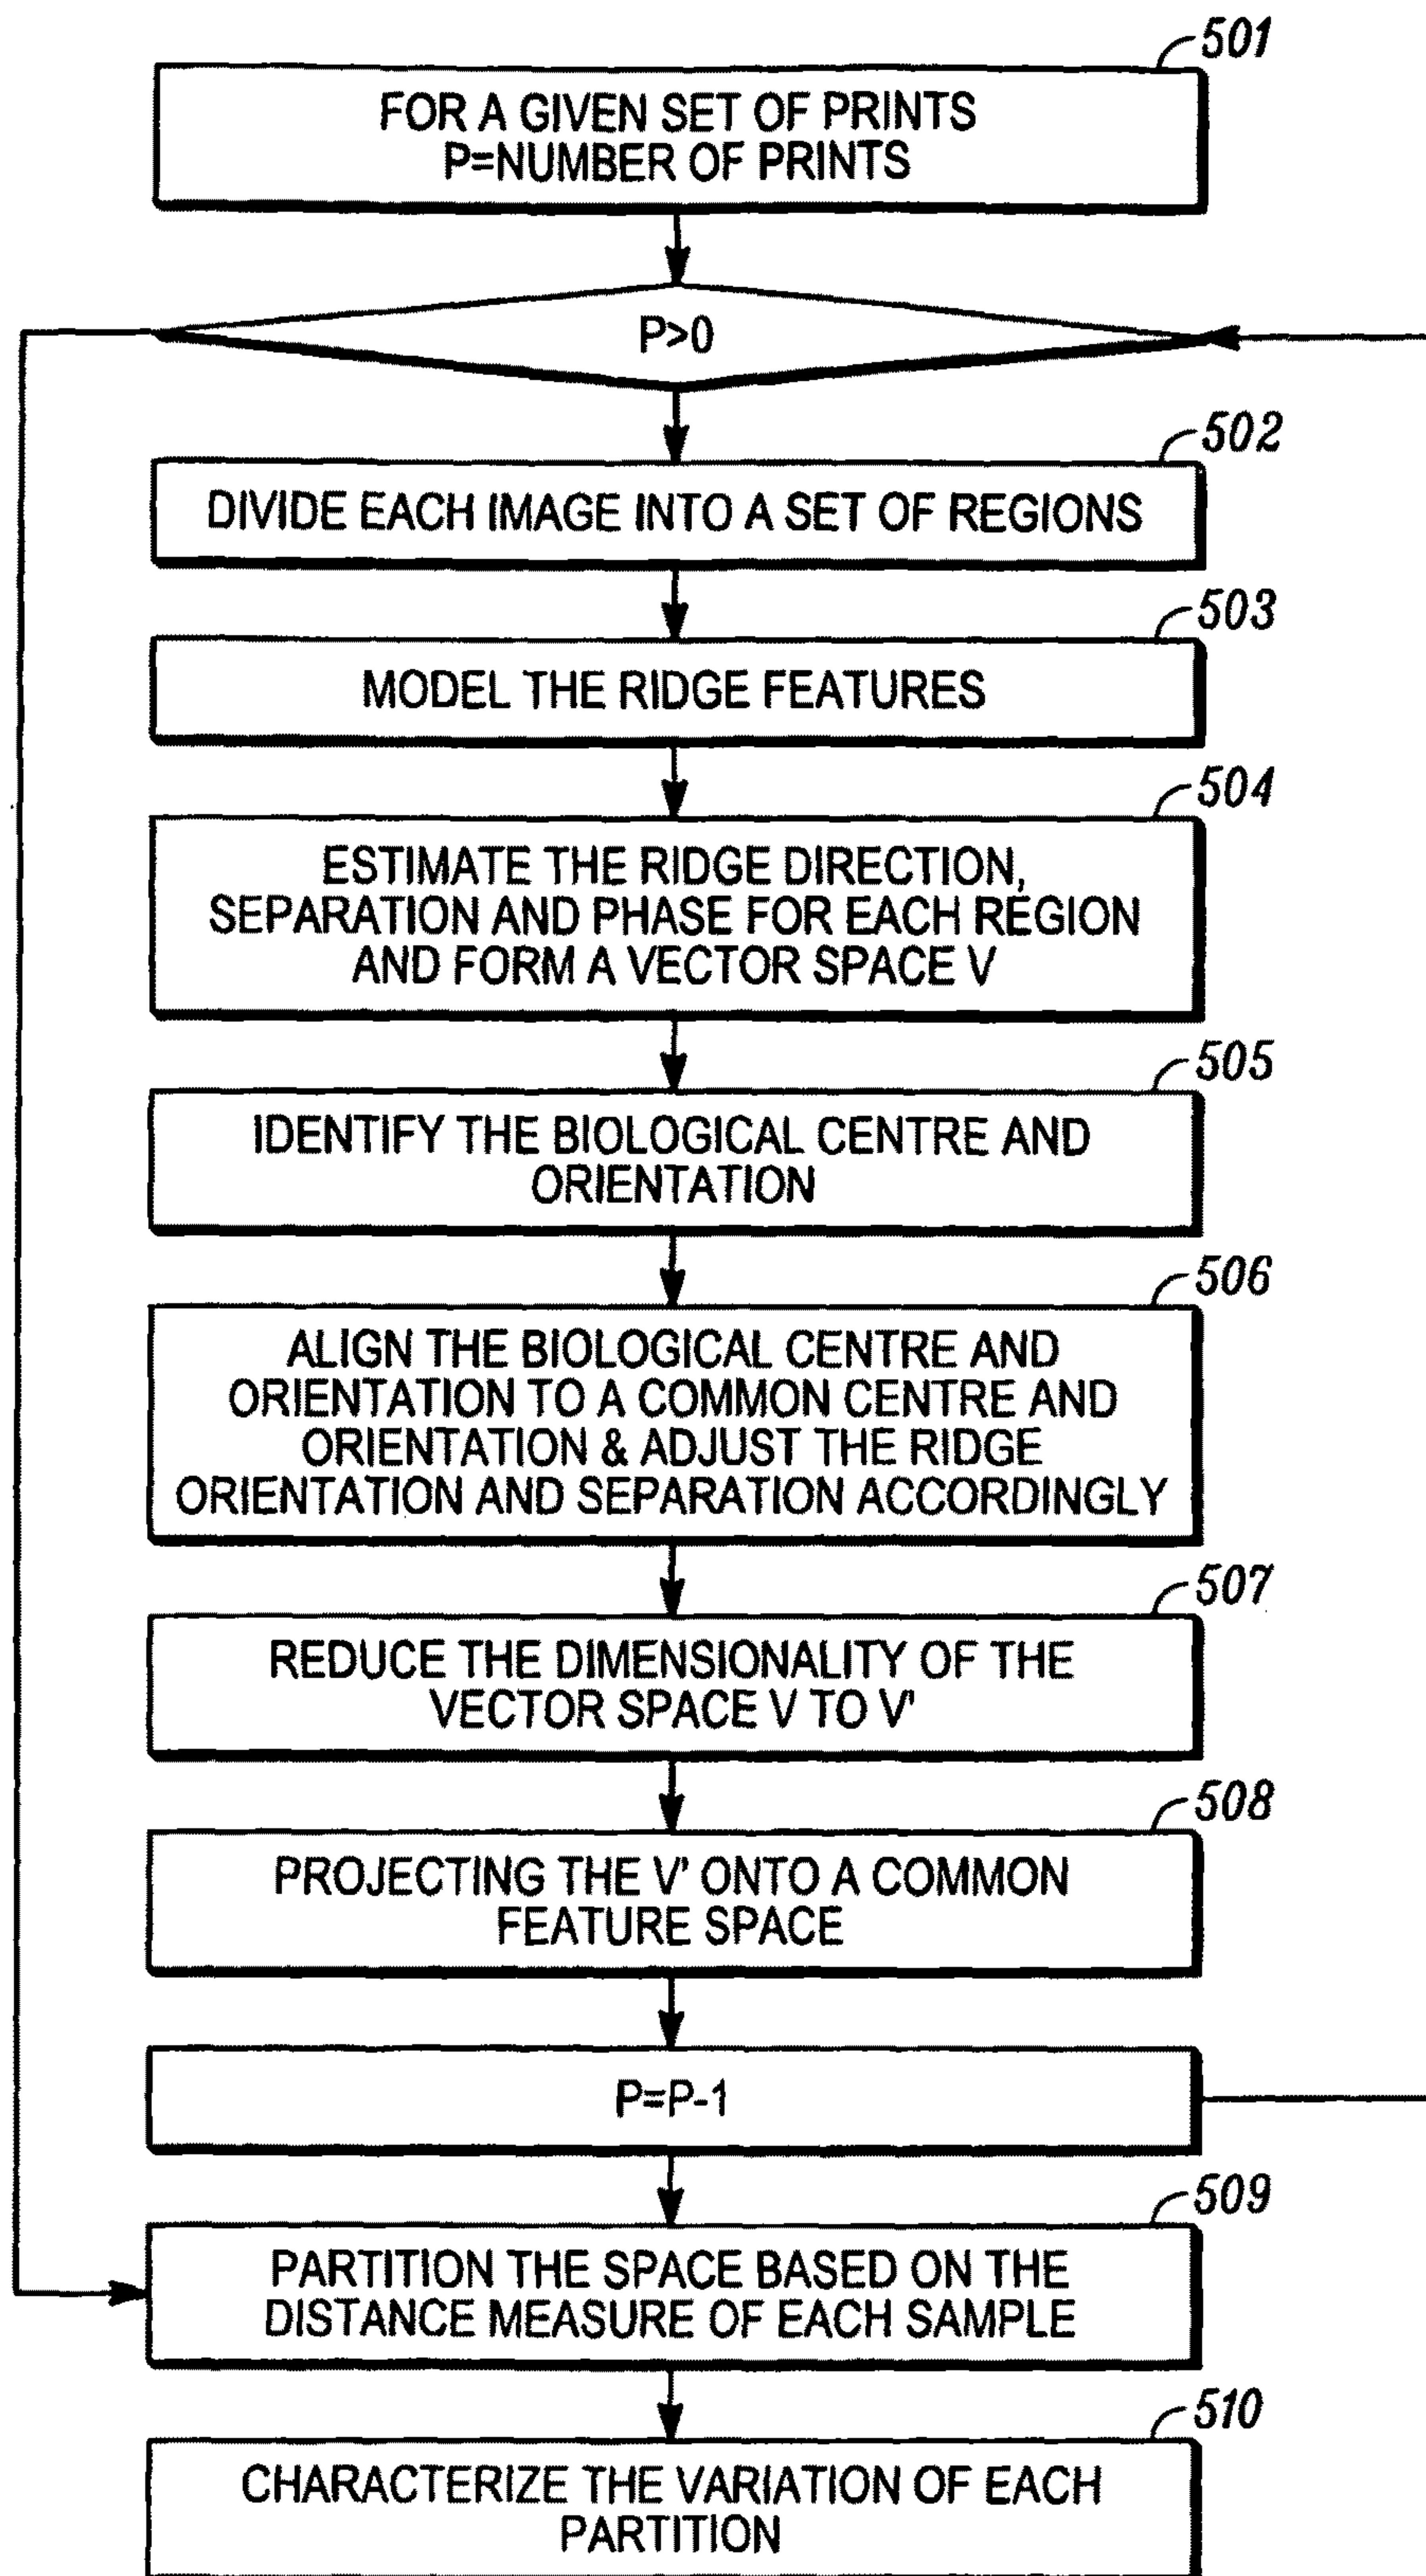 501
FOR A GIVEN SET OF PRINTS
P=NUMBER OF PRINTS
P>0
502
DIVIDE EACH IMAGE INTO A SET OF REGIONS
503
MODEL THE RIDGE FEATURES
504
ESTIMATE THE RIDGE DIRECTION,
SEPARATION AND PHASE FOR EACH REGION
AND FORM A VECTOR SPACE V
505
IDENTIFY THE BIOLOGICAL CENTRE AND
ORIENTATION
506
ALIGN THE BIOLOGICAL CENTRE AND
ORIENTATION TO A COMMON CENTRE AND
ORIENTATION & ADJUST THE RIDGE
ORIENTATION AND SEPARATION ACCORDINGLY
507
REDUCE THE DIMENSIONALITY OF THE
VECTOR SPACE V TO V'
508
PROJECTING THE V' ONTO A COMMON
FEATURE SPACE
P=P-1
509
PARTITION THE SPACE BASED ON THE
DISTANCE MEASURE OF EACH SAMPLE
510
CHARACTERIZE THE VARIATION OF EACH
PARTITION